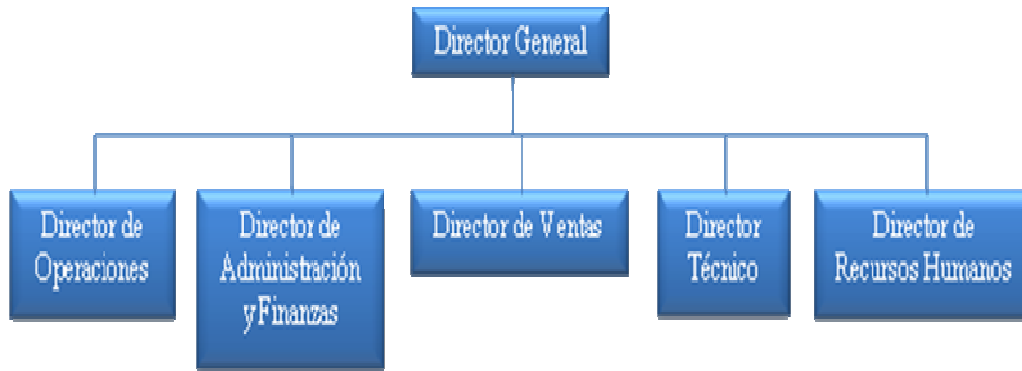 Director General
Director de
Operaciones
Director de
Administración
y Finanzas
Director de Ventas
Director
Técnico
Director de
Recursos Humanos